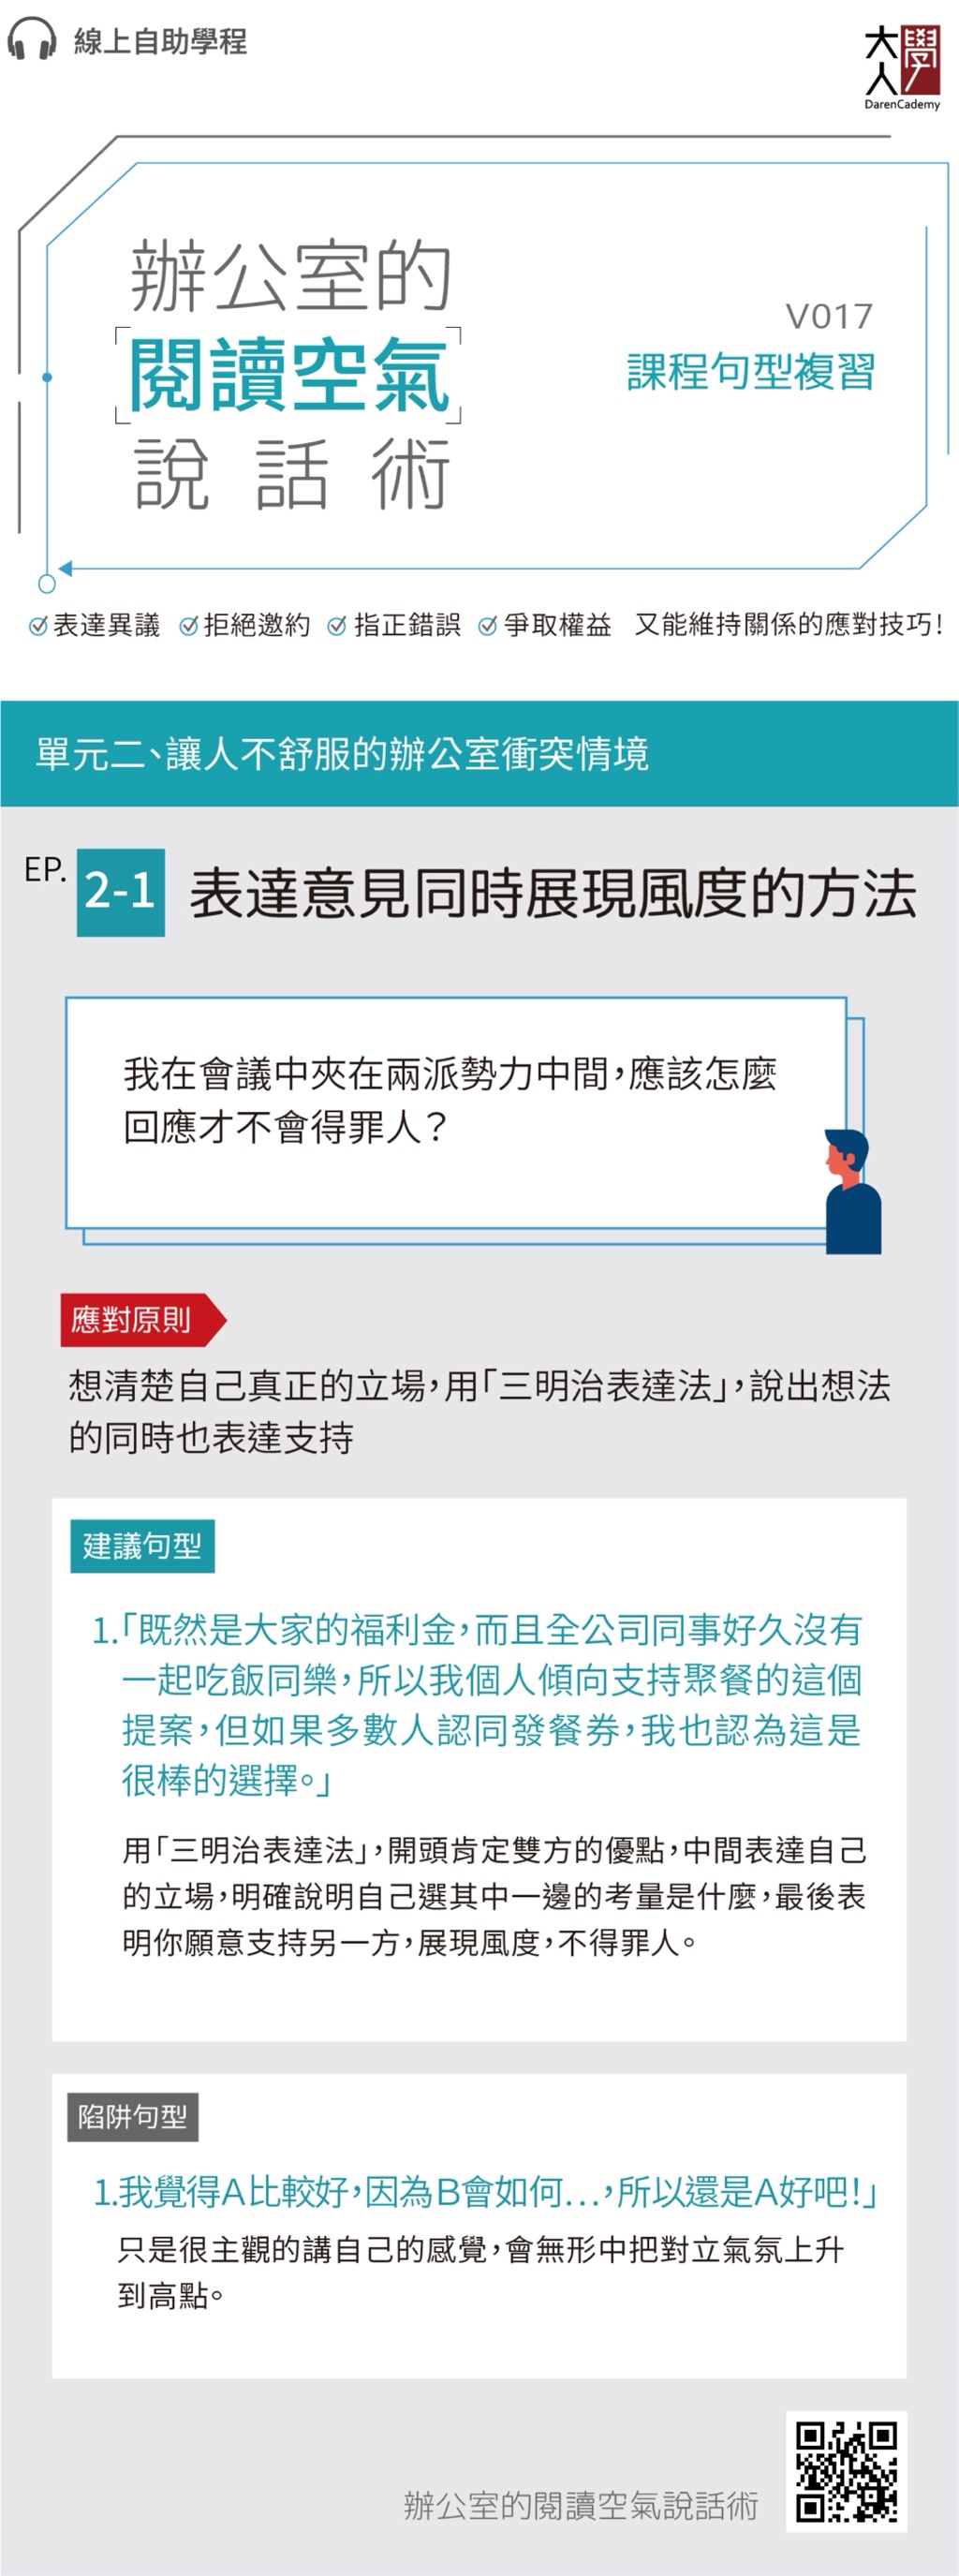 線上自助學程
大人學
DarenCademy
辦公室的
閱讀空氣
說話術
V017
課程句型複習
表達異議 拒絕邀約 指正錯誤 爭取權益 又能維持關係的應對技巧!
單元二、讓人不舒服的辦公室衝突情境
EP. 2-1 表達意見同時展現風度的方法
我在會議中夾在兩派勢力中間,應該怎麼
回應才不會得罪人?
應對原則
想清楚自己真正的立場,用「三明治表達法」,說出想法
的同時也表達支持
建議句型
1.「既然是大家的福利金,而且全公司同事好久沒有
一起吃飯同樂,所以我個人傾向支持聚餐的這個
提案,但如果多數人認同發餐券,我也認為這是
很棒的選擇。」
用「三明治表達法」,開頭肯定雙方的優點,中間表達自己
的立場,明確說明自己選其中一邊的考量是什麼,最後表
明你願意支持另一方,展現風度,不得罪人。
陷阱句型
1.我覺得A比較好,因為B會如何...,所以還是A好吧!」
只是很主觀的講自己的感覺,會無形中把對立氣氛上升
到高點。
辦公室的閱讀空氣說話術